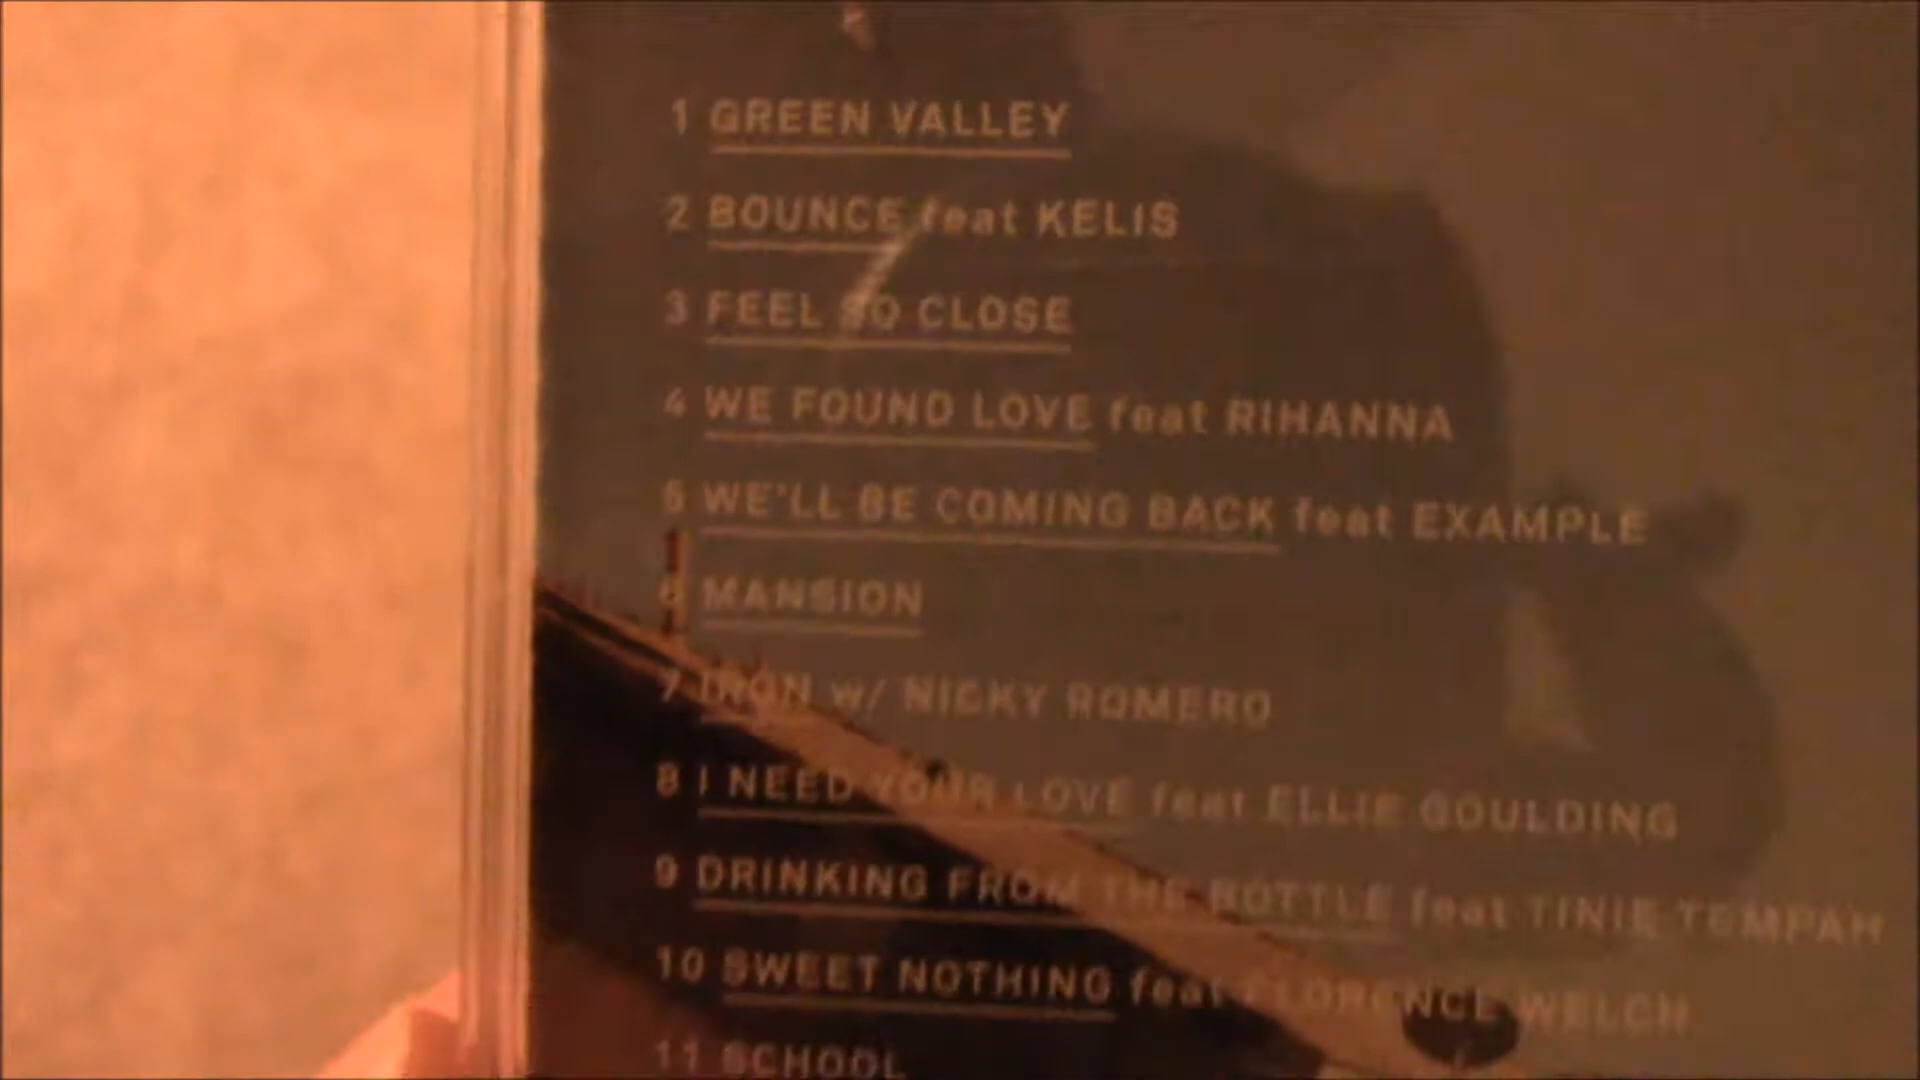 1 GREEN VALLEY
2 BOUNCE feat KELIS
3 FEEL SO CLOSE
4 WE FOUND LOVE feat RIHANNA
5 WE'LL BE COMING BACK feat EXAMPLE
6 MANSION
7 IRON w/ NICKY ROMERO
8 I NEED YOUR LOVE feat ELLIE GOULDING
9 DRINKING FROM THE BOTTLE feat TINIE TEMPAH
10 SWEET NOTHING feat FLORENCE WELCH
11 SCHOOL